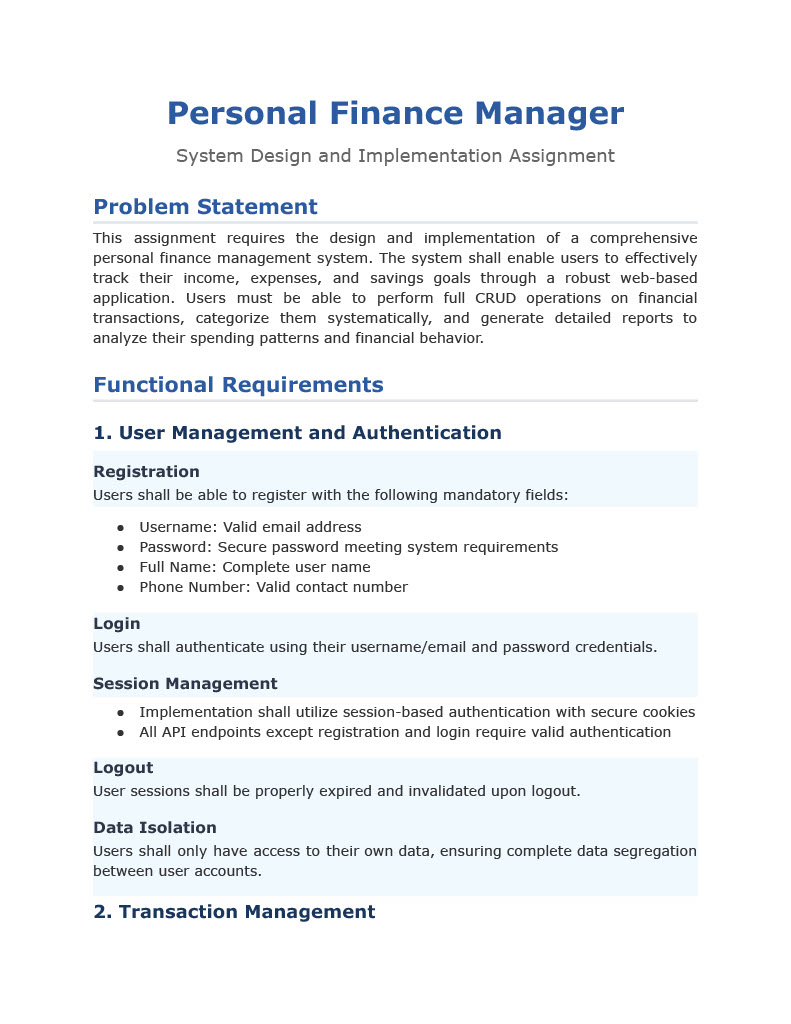 Personal Finance Manager
System Design and Implementation Assignment
Problem Statement
This assignment requires the design and implementation of a comprehensive
personal finance management system. The system shall enable users to effectively
track their income, expenses, and savings goals through a robust web-based
application. Users must be able to perform full CRUD operations on financial
transactions, categorize them systematically, and generate detailed reports to
analyze their spending patterns and financial behavior.
Functional Requirements
1. User Management and Authentication
Registration
Users shall be able to register with the following mandatory fields:
● Username: Valid email address
● Password: Secure password meeting system requirements
● Full Name: Complete user name
● Phone Number: Valid contact number
Login
Users shall authenticate using their username/email and password credentials.
Session Management
● Implementation shall utilize session-based authentication with secure cookies
● All API endpoints except registration and login require valid authentication
Logout
User sessions shall be properly expired and invalidated upon logout.
Data Isolation
Users shall only have access to their own data, ensuring complete data segregation
between user accounts.
2. Transaction Management